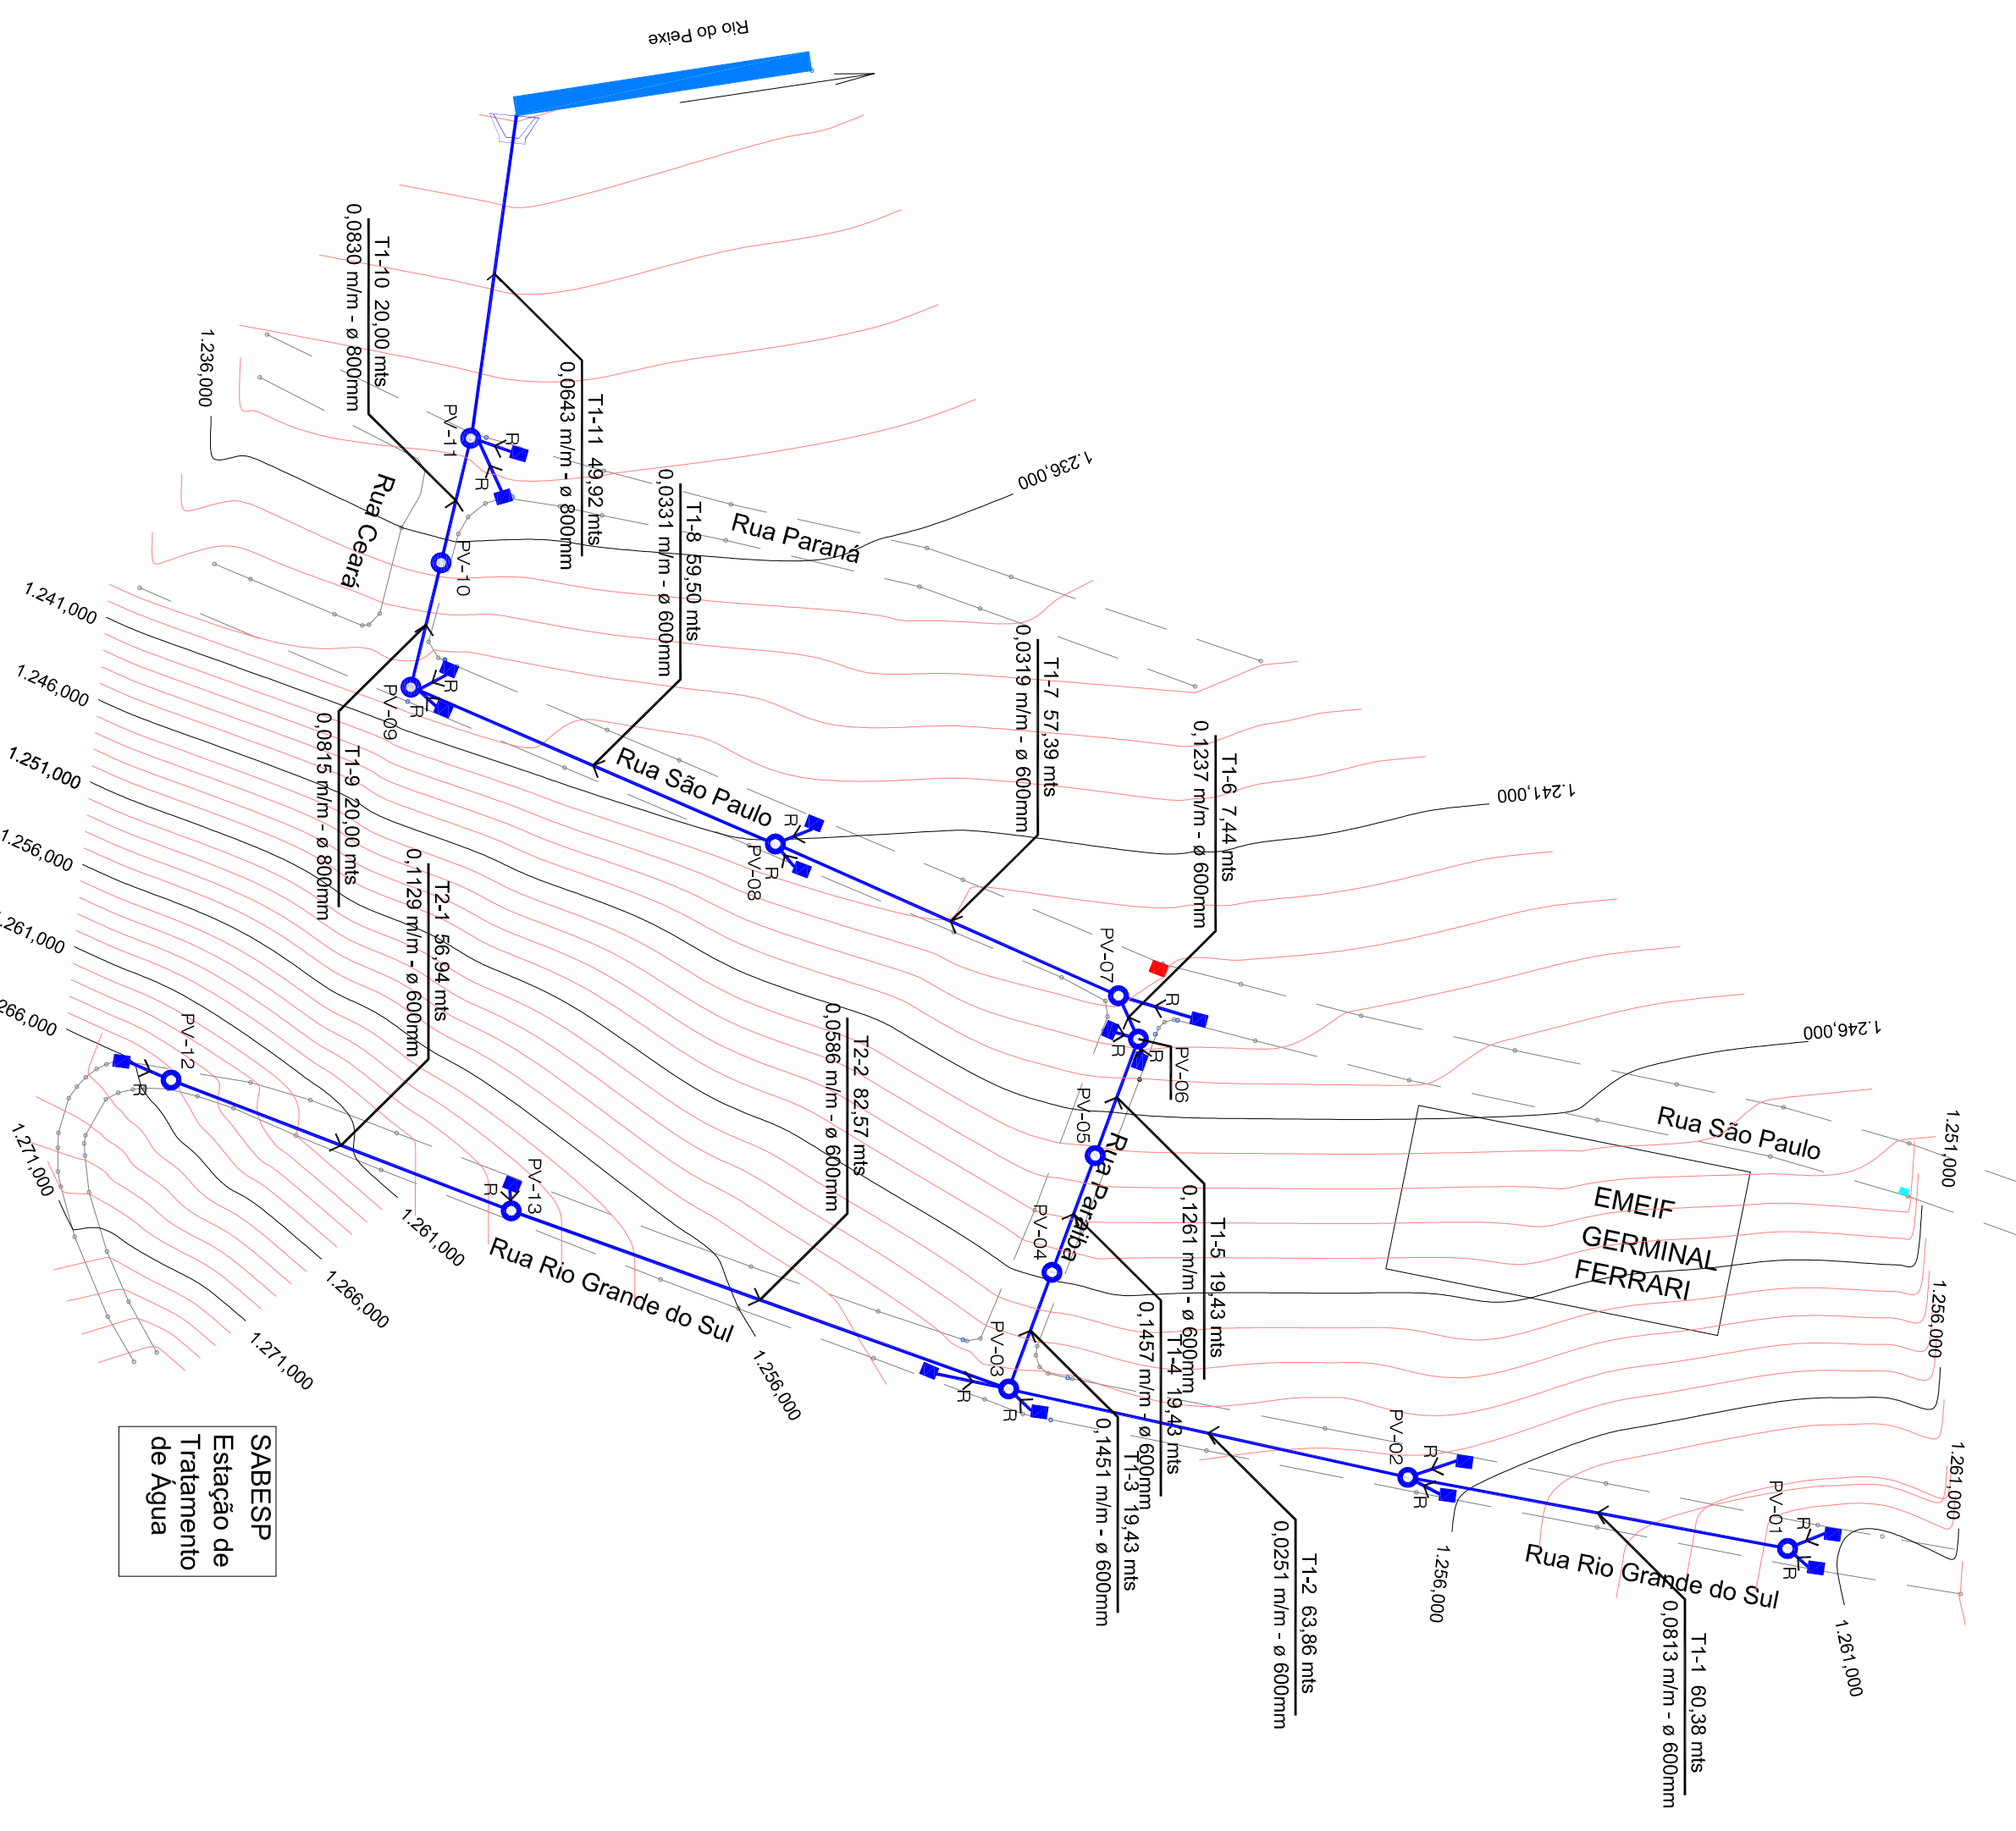 Rio do Peixe
T1-10 20,00 mts
0,0830 m/m - ø 800mm
T1-11 49,92 mts
0,0643 m/m - ø 800mm
1.236,000
PV-11
R
R
Rua Ceará
PV-10
T1-8 59,50 mts
0,0331 m/m - ø 600mm
Rua Paraná
1.236,000
1.241,000
1.246,000
1.251,000
1.256,000
1.261,000
266,000
1.271,000
PV-09
R
R
T1-9 20,00 mts
0,0815 m/m - ø 800mm
Rua São Paulo
T1-7 57,39 mts
0,0319 m/m - ø 600mm
T1-6 7,44 mts
0,1237 m/m - ø 600mm
1.241,000
R
R
PV-08
T2-1 56,94 mts
0,1129 m/m - ø 600mm
PV-07
R
R
R
PV-06
1.246,000
T2-2 82,57 mts
0,0586 m/m - ø 600mm
PV-12
R
PV-05
Rua Paraiba
Rua São Paulo
1.251,000
EMEIF
GERMINAL
FERRARI
PV-13
R
1.261,000
Rua Rio Grande do Sul
1.266,000
1.271,000
1.256,000
PV-04
T1-5 19,43 mts
0,1261 m/m - ø 600mm
T1-4 19,43 mts
0,1457 m/m - ø 600mm
T1-3 19,43 mts
0,1451 m/m - ø 600mm
PV-03
R
R
1.256,000
PV-02
R
R
1.261,000
PV-01
R
R
T1-2 63,86 mts
0,0251 m/m - ø 600mm
1.256,000
Rua Rio Grande do Sul
1.261,000
T1-1 60,38 mts
0,0813 m/m - ø 600mm
SABESP
Estação de
Tratamento
de Água